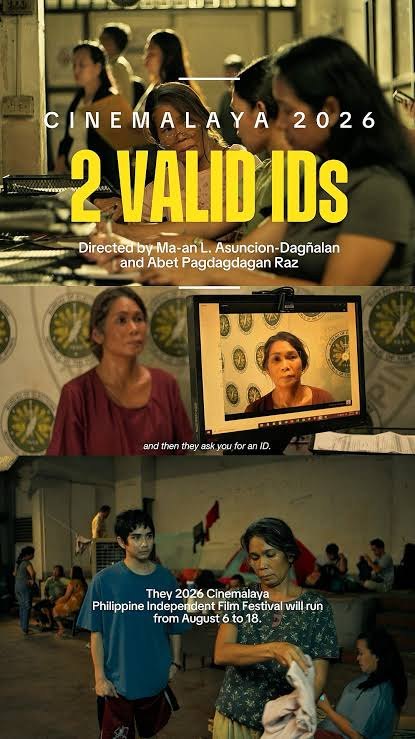 CINEMALAYA 2026
2 VALID IDs
Directed by Ma-an L. Asuncion-Dagñalan
and Abet Pagdagdagan Raz
and then they ask you for an ID.
They 2026 Cinemalaya
Philippine Independent Film Festival will run
from August 6 to 18.